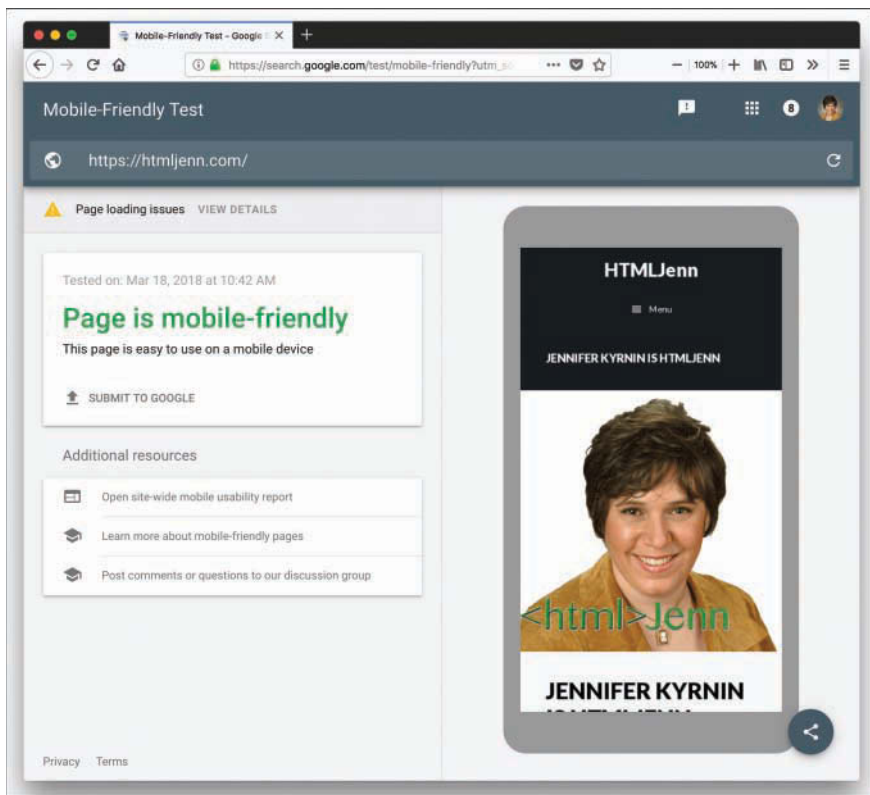 Mobile-Friendly Test - Google
https://search.google.com/test/mobile-friendly?utm_s
100%
Mobile-Friendly Test
8
https://htmljenn.com/
Page loading issues VIEW DETAILS
Tested on: Mar 18, 2018 at 10:42 AM
Page is mobile-friendly
This page is easy to use on a mobile device
SUBMIT TO GOOGLE
Additional resources
Open site-wide mobile usability report
Learn more about mobile-friendly pages
Post comments or questions to our discussion group
HTMLJenn
Menu
JENNIFER KYRNIN IS HTMLJENN
<html>Jenn
JENNIFER KYRNIN
IS HTMLJENN
Privacy Terms